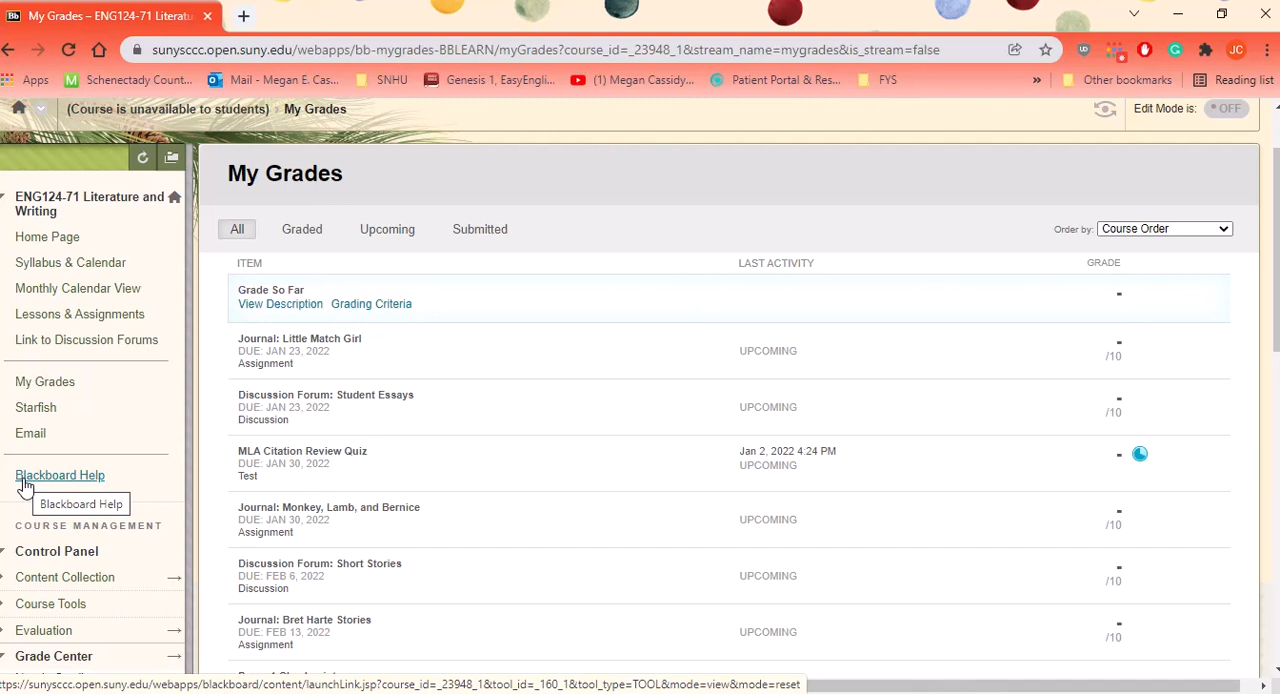 Bb My Grades – ENG124-71 Literatu × +
sunysccc.open.suny.edu/webapps/bb-mygrades-BBLEARN/myGrades?course_id=_23948_1&stream_name=mygrades&is_stream=false JC
Apps M Schenectady Count... Mail - Megan E. Cas... SNHU Genesis 1, EasyEngli... (1) Megan Cassidy... Patient Portal & Res... FYS » Other bookmarks Reading list
(Course is unavailable to students) My Grades Edit Mode is: OFF
My Grades
All Graded Upcoming Submitted Order by: Course Order
ITEM LAST ACTIVITY GRADE
Grade So Far -
View Description Grading Criteria
Journal: Little Match Girl -
DUE: JAN 23, 2022 UPCOMING /10
Assignment
Discussion Forum: Student Essays -
DUE: JAN 23, 2022 UPCOMING /10
Discussion
MLA Citation Review Quiz Jan 2, 2022 4:24 PM -
DUE: JAN 30, 2022 UPCOMING
Test
Journal: Monkey, Lamb, and Bernice -
DUE: JAN 30, 2022 UPCOMING /10
Assignment
Discussion Forum: Short Stories -
DUE: FEB 6, 2022 UPCOMING /10
Discussion
Journal: Bret Harte Stories -
DUE: FEB 13, 2022 UPCOMING /10
Assignment
ENG124-71 Literature and
Writing
Home Page
Syllabus & Calendar
Monthly Calendar View
Lessons & Assignments
Link to Discussion Forums
My Grades
Starfish
Email
Blackboard Help
Blackboard Help
COURSE MANAGEMENT
Control Panel
Content Collection
Course Tools
Evaluation
Grade Center
ttps://sunysccc.open.suny.edu/webapps/blackboard/content/launchLink.jsp?course_id=_23948_1&tool_id=_160_1&tool_type=TOOL&mode=view&mode=reset